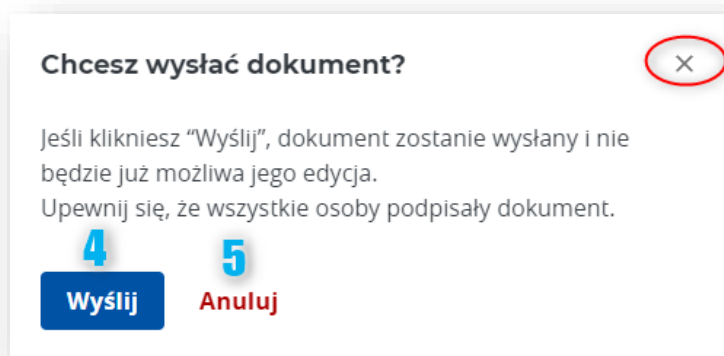 Chcesz wysłać dokument?
Jeśli klikniesz “Wyślij”, dokument zostanie wysłany i nie
będzie już możliwa jego edycja.
Upewnij się, że wszystkie osoby podpisały dokument.
4 5
Wyślij Anuluj